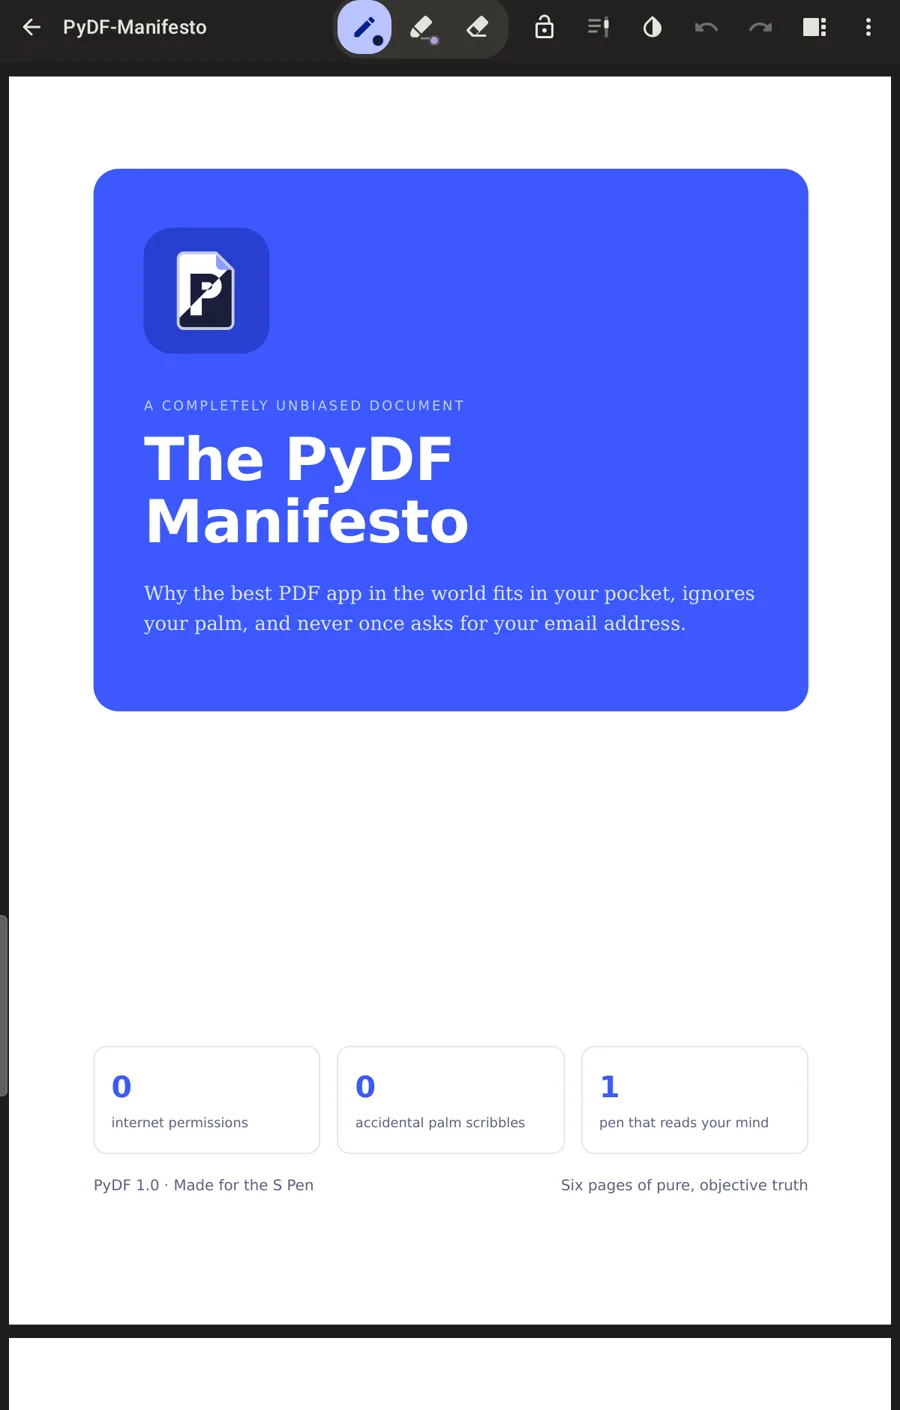 PyDF-Manifesto
P
A COMPLETELY UNBIASED DOCUMENT
The PyDF
Manifesto
Why the best PDF app in the world fits in your pocket, ignores
your palm, and never once asks for your email address.
0
internet permissions
0
accidental palm scribbles
1
pen that reads your mind
PyDF 1.0 · Made for the S Pen
Six pages of pure, objective truth